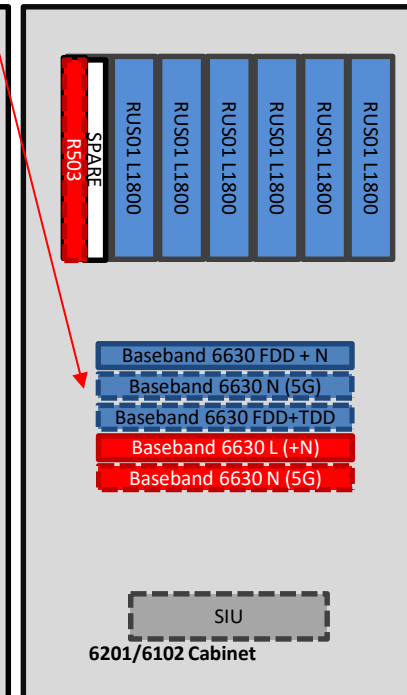 R503
SPARE
RUS01 L1800
RUS01 L1800
RUS01 L1800
RUS01 L1800
RUS01 L1800
RUS01 L1800
Baseband 6630 FDD + N
Baseband 6630 N (5G)
Baseband 6630 FDD+TDD
Baseband 6630 L (+N)
Baseband 6630 N (5G)
SIU
6201/6102 Cabinet